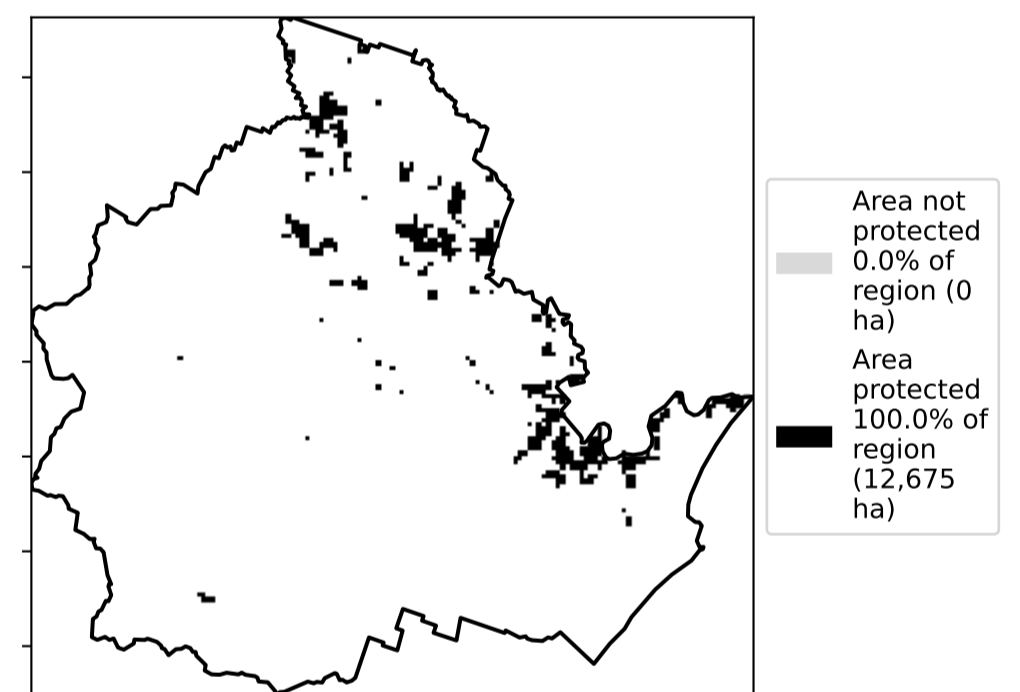 Area not
protected
0.0% of
region (0
ha)
Area
protected
100.0% of
region
(12,675
ha)